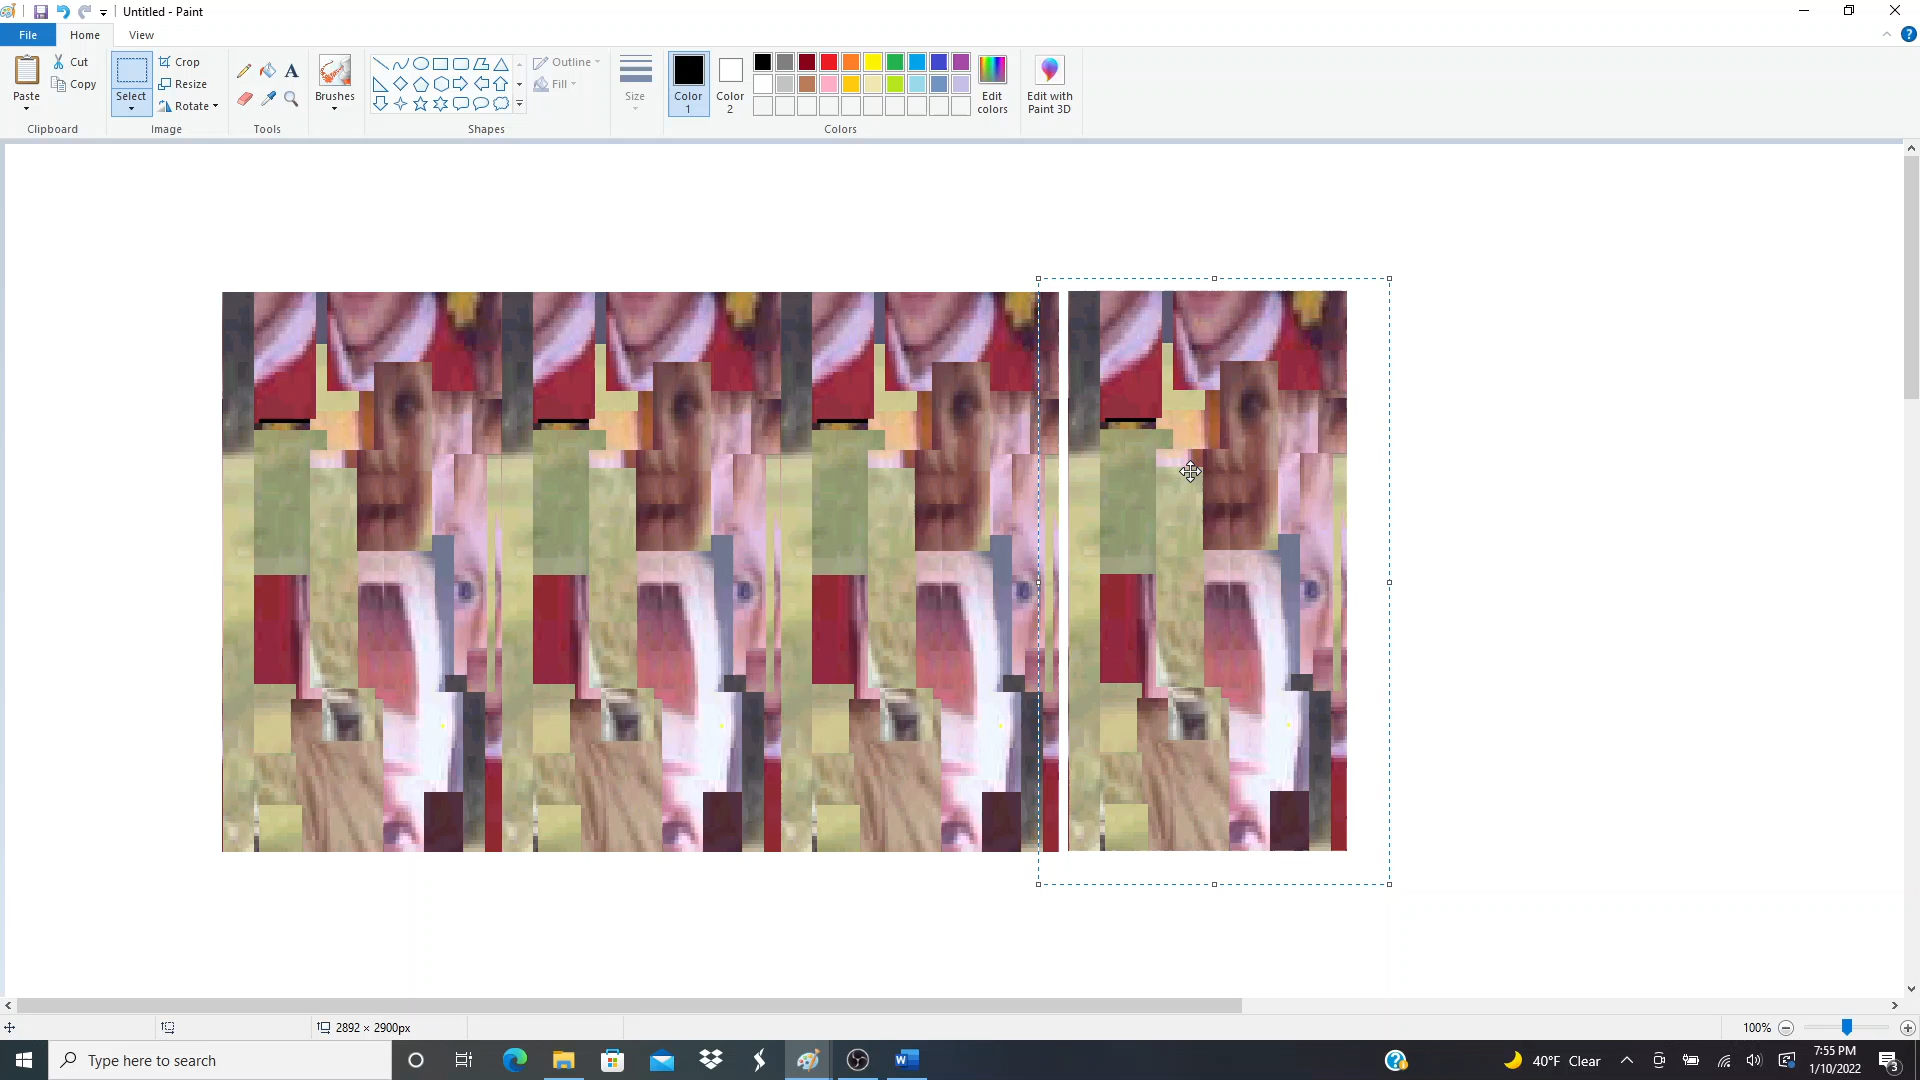 Untitled - Paint
File Home View
Paste Cut Copy Clipboard
Select Crop Resize Rotate Image
A
Tools
Brushes
Outline Fill Shapes
Size
Color 1 Color 2 Colors
Edit colors
Edit with Paint 3D
?
2892 × 2900px
100%
Type here to search
40°F Clear
7:55 PM
1/10/2022
3